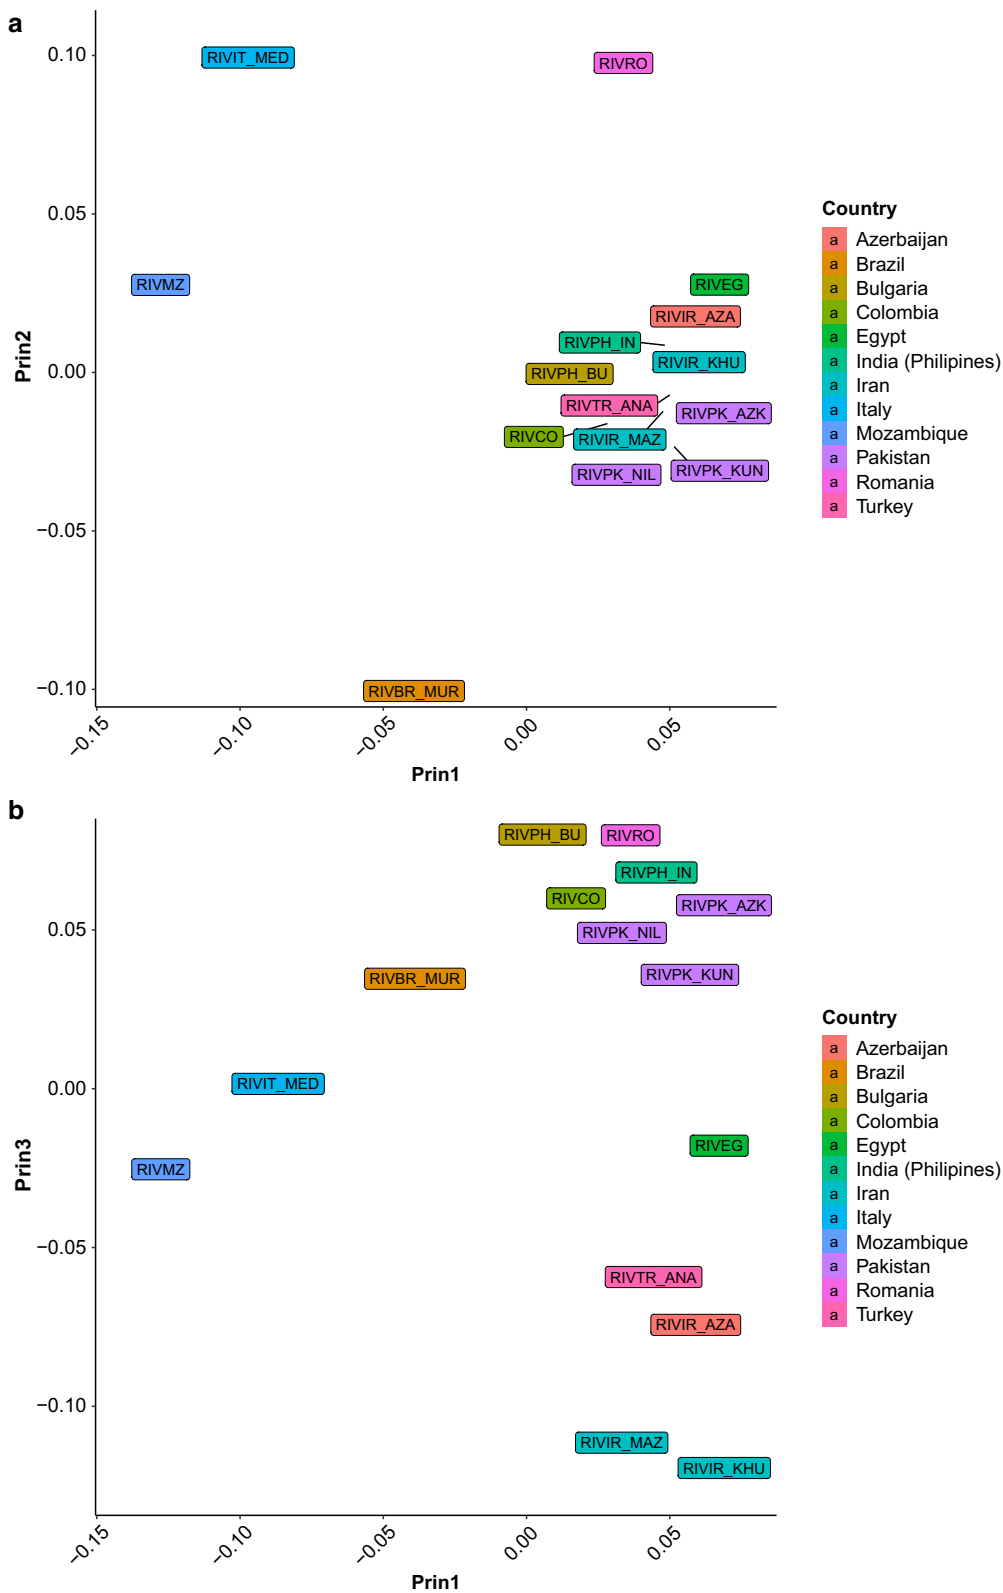 a
RIVIT_MED
RIVRO
0.10
0.05
RIVMZ
RIVEG
RIVIR_AZA
RIVPH_IN
RIVIR_KHU
0.00
RIVPH_BU
RIVTR_ANA
RIVPK_AZK
RIVCO
RIVIR_MAZ
RIVPK_NIL
RIVPK_KUN
−0.05
−0.10
RIVBR_MUR
Prin2
−0.15
−0.10
−0.05
0.00
0.05
Prin1
Country
a Azerbaijan
a Brazil
a Bulgaria
a Colombia
a Egypt
a India (Philipines)
a Iran
a Italy
a Mozambique
a Pakistan
a Romania
a Turkey
b
RIVPH_BU
RIVRO
RIVPH_IN
RIVCO
RIVPK_AZK
0.05
RIVPK_NIL
RIVPK_KUN
RIVBR_MUR
0.00
RIVIT_MED
RIVEG
RIVMZ
−0.05
RIVTR_ANA
RIVIR_AZA
−0.10
RIVIR_MAZ
RIVIR_KHU
Prin3
−0.15
−0.10
−0.05
0.00
0.05
Prin1
Country
a Azerbaijan
a Brazil
a Bulgaria
a Colombia
a Egypt
a India (Philipines)
a Iran
a Italy
a Mozambique
a Pakistan
a Romania
a Turkey